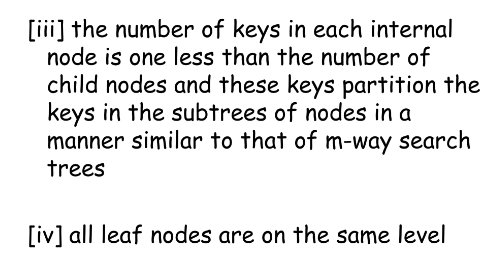 [iii] the number of keys in each internal
node is one less than the number of
child nodes and these keys partition the
keys in the subtrees of nodes in a
manner similar to that of m-way search
trees
[iv] all leaf nodes are on the same level